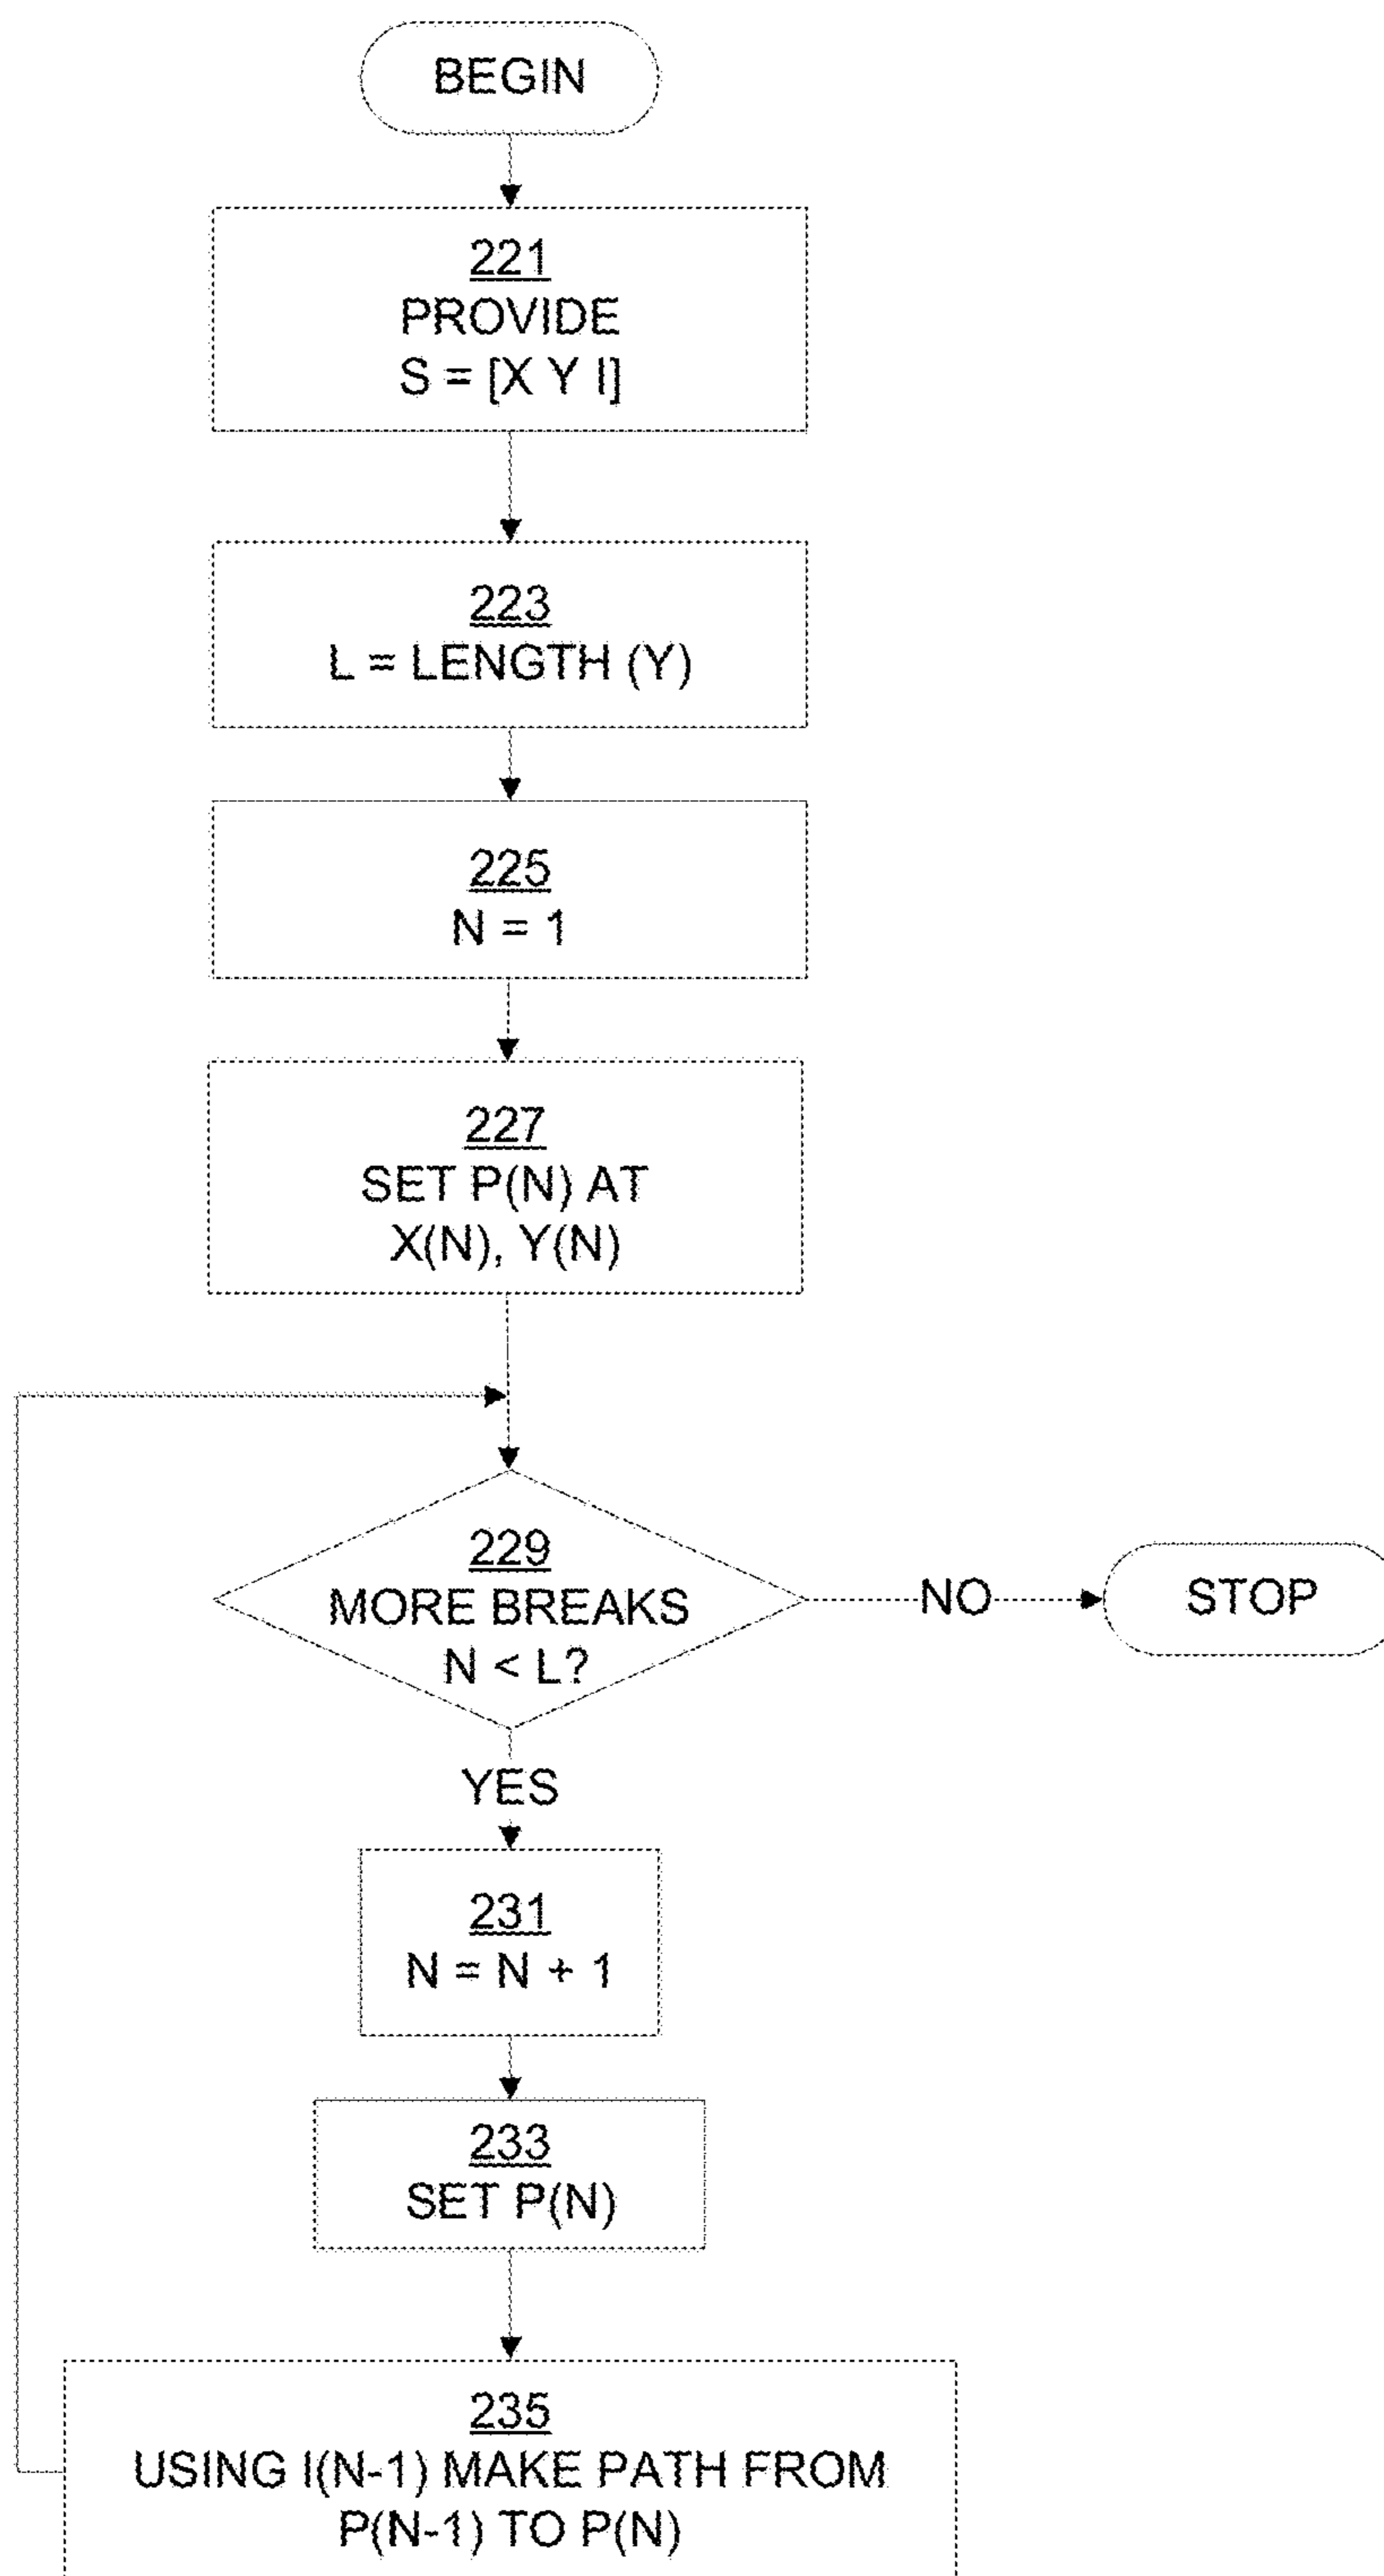 BEGIN
221
PROVIDE
S = [X Y I]
223
L = LENGTH (Y)
225
N = 1
227
SET P(N) AT
X(N), Y(N)
229
MORE BREAKS
N < L?
NO
STOP
YES
231
N = N + 1
233
SET P(N)
235
USING I(N-1) MAKE PATH FROM
P(N-1) TO P(N)